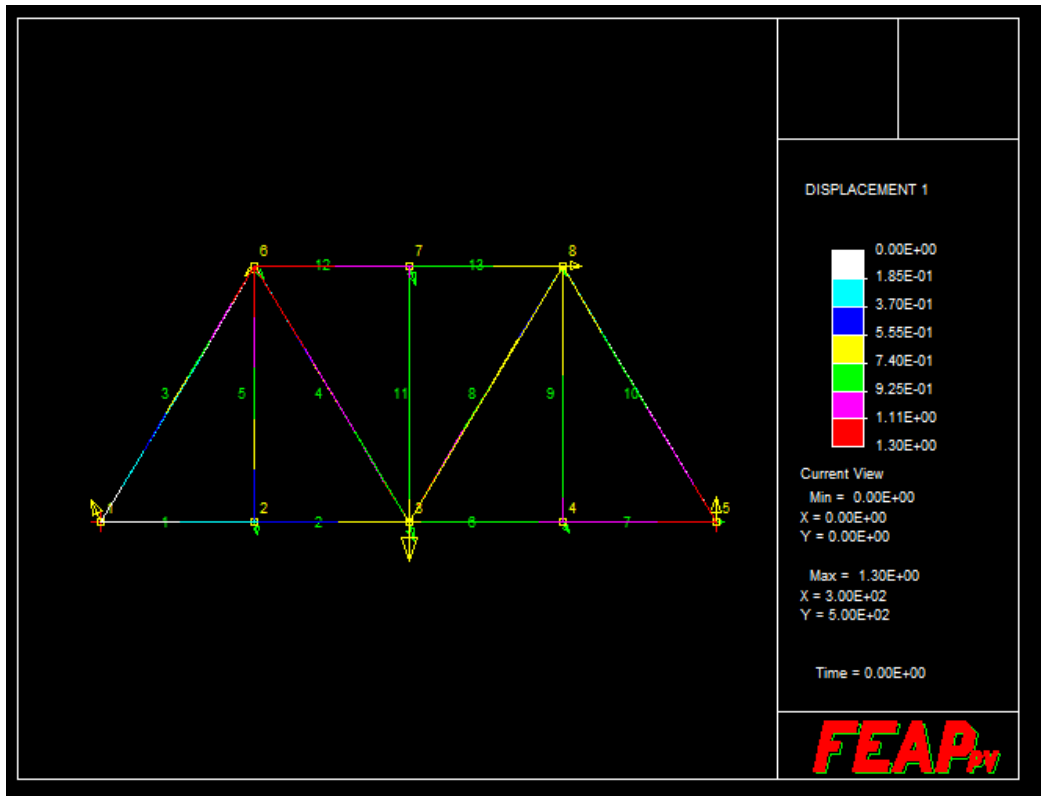 6
7
8
12
13
3
5
4
11
8
9
10
1
2
3
4
5
1
2
6
7
DISPLACEMENT 1
0.00E+00
1.85E-01
3.70E-01
5.55E-01
7.40E-01
9.25E-01
1.11E+00
1.30E+00
Current View
Min = 0.00E+00
X = 0.00E+00
Y = 0.00E+00
Max = 1.30E+00
X = 3.00E+02
Y = 5.00E+02
Time = 0.00E+00
FEAPpv